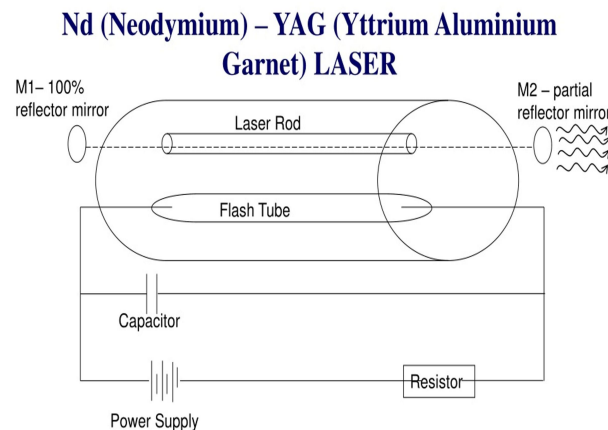 Nd (Neodymium) – YAG (Yttrium Aluminium
Garnet) LASER
M1– 100%
reflector mirror
M2 – partial
reflector mirror
Laser Rod
Flash Tube
Capacitor
Resistor
Power Supply